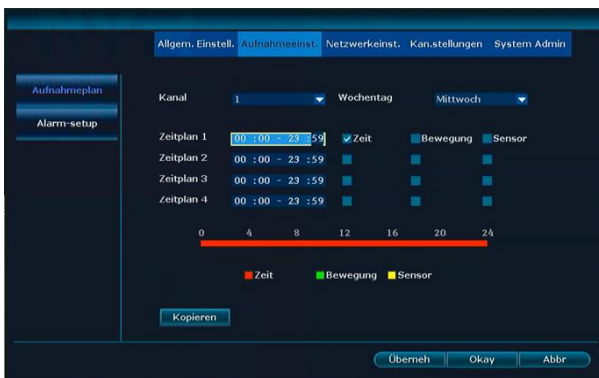 Allgem. Einstell. Aufnahmeeinst. Netzwerkeinst. Kan.stellungen System Admin
Aufnahmeplan
Alarm-setup
Kanal 1 Wochentag Mittwoch
Zeitplan 1 00 :00 - 23 :59 Zeit Bewegung Sensor
Zeitplan 2 00 :00 - 23 :59
Zeitplan 3 00 :00 - 23 :59
Zeitplan 4 00 :00 - 23 :59
0 4 8 12 16 20 24
Zeit Bewegung Sensor
Kopieren
Überneh Okay Abbr